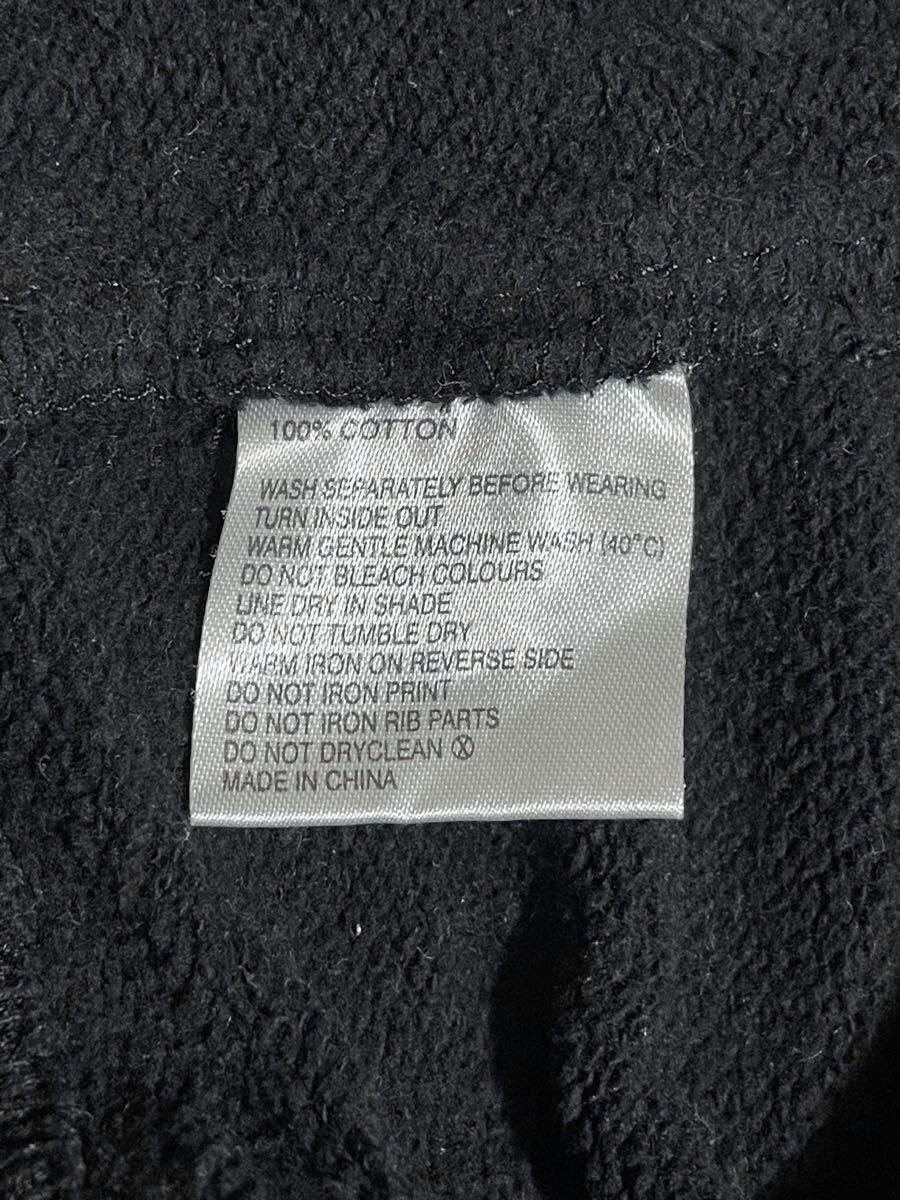 100% COTTON
WASH SEPARATELY BEFORE WEARING
TURN INSIDE OUT
WARM GENTLE MACHINE WASH (40°C)
DO NOT BLEACH COLOURS
LINE DRY IN SHADE
DO NOT TUMBLE DRY
WARM IRON ON REVERSE SIDE
DO NOT IRON PRINT
DO NOT IRON RIB PARTS
DO NOT DRYCLEAN Ⓧ
MADE IN CHINA